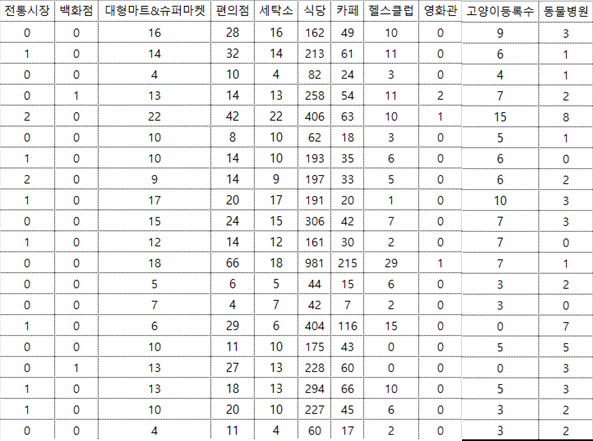 전통시장 백화점 대형마트&슈퍼마켓 편의점 세탁소 식당 카페 헬스클럽 영화관 고양이등록수 동물병원
0 0 16 28 16 162 49 10 0 9 3
1 0 14 32 14 213 61 11 0 6 1
0 0 4 10 4 82 24 3 0 4 1
0 1 13 14 13 258 54 11 2 7 2
2 0 22 42 22 406 63 10 1 15 8
0 0 10 8 10 62 18 3 0 5 1
1 0 10 14 10 193 35 6 0 6 0
2 0 9 14 9 197 33 5 0 6 2
1 0 17 20 17 191 20 1 0 10 3
0 0 15 24 15 306 42 7 0 7 3
1 0 12 14 12 161 30 2 0 7 0
0 0 18 66 18 981 215 29 1 7 1
0 0 5 6 5 44 15 6 0 3 2
0 0 7 4 7 42 7 2 0 3 0
1 0 6 29 6 404 116 15 0 0 7
0 0 10 11 10 175 43 0 0 5 5
0 1 13 27 13 228 60 0 0 0 3
1 0 13 18 13 294 66 10 0 5 3
1 0 10 20 10 227 45 6 0 3 2
0 0 4 11 4 60 17 2 0 3 2